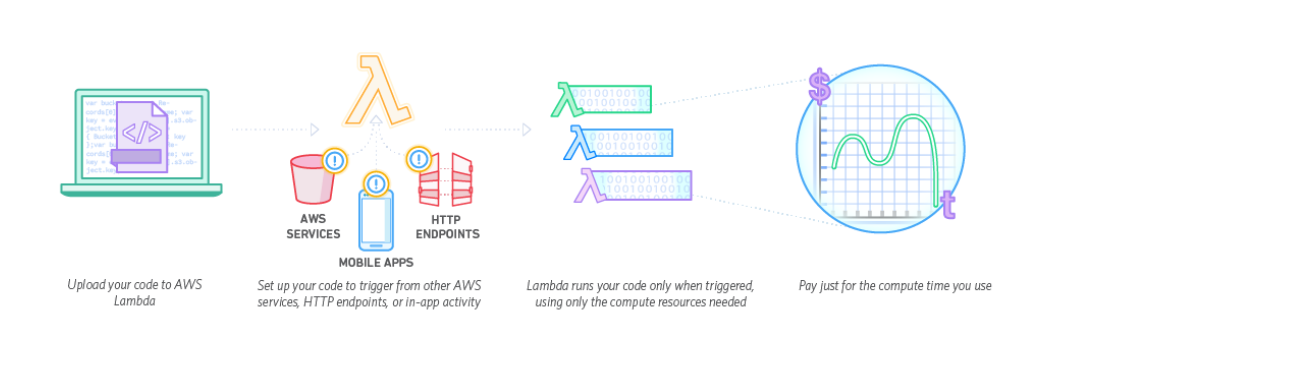 AWS
SERVICES
MOBILE APPS
HTTP
ENDPOINTS
$
t
Upload your code to AWS
Lambda
Set up your code to trigger from other AWS
services, HTTP endpoints, or in-app activity
Lambda runs your code only when triggered,
using only the compute resources needed
Pay just for the compute time you use